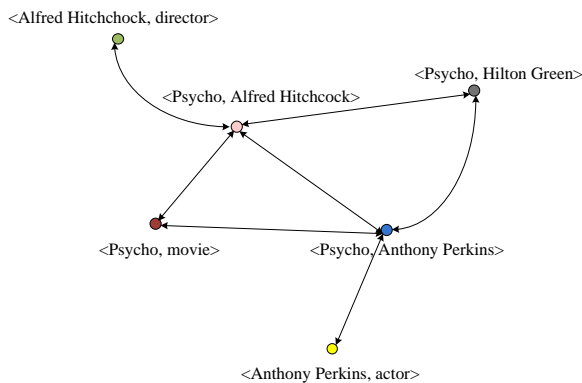 <Alfred Hitchchock, director>
<Psycho, Hilton Green>
<Psycho, Alfred Hitchcock>
<Psycho, movie>
<Psycho, Anthony Perkins>
<Anthony Perkins, actor>